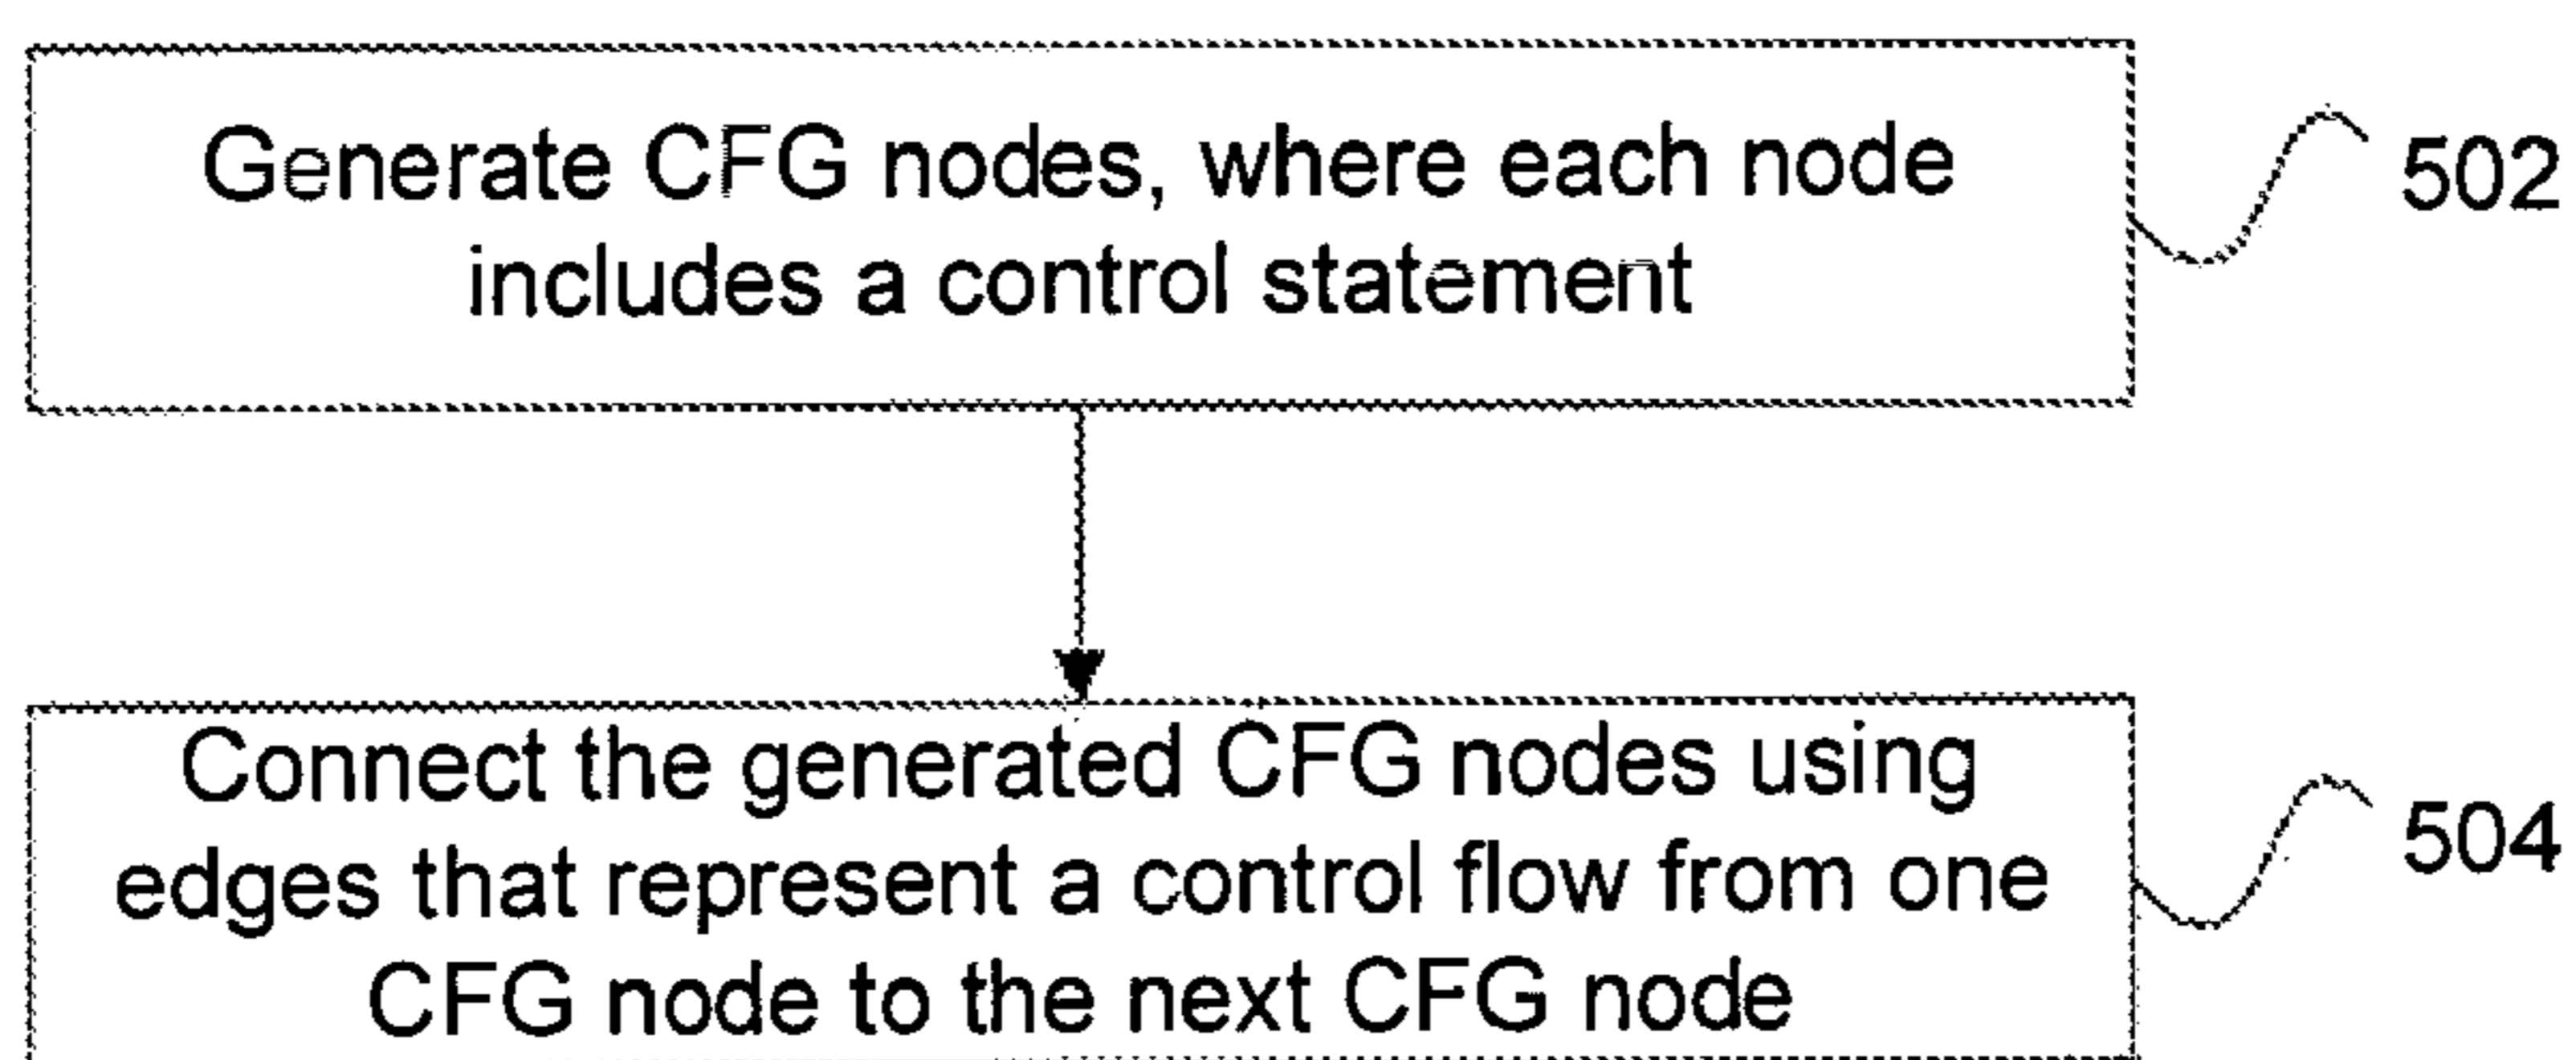 Generate CFG nodes, where each node
includes a control statement
502
Connect the generated CFG nodes using
edges that represent a control flow from one
CFG node to the next CFG node
504